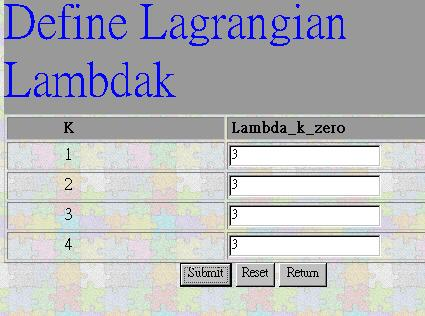 Define Lagrangian
Lambdak
K Lambda_k_zero
1 3
2 3
3 3
4 3
Submit Reset Return